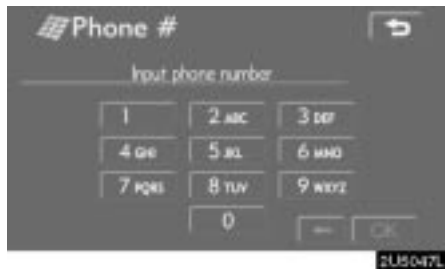 Phone #
Input phone number
1 2 ABC 3 DEF
4 GHI 5 JKL 6 MNO
7 PQRS 8 TUV 9 WXYZ
0 OK
2U5047L